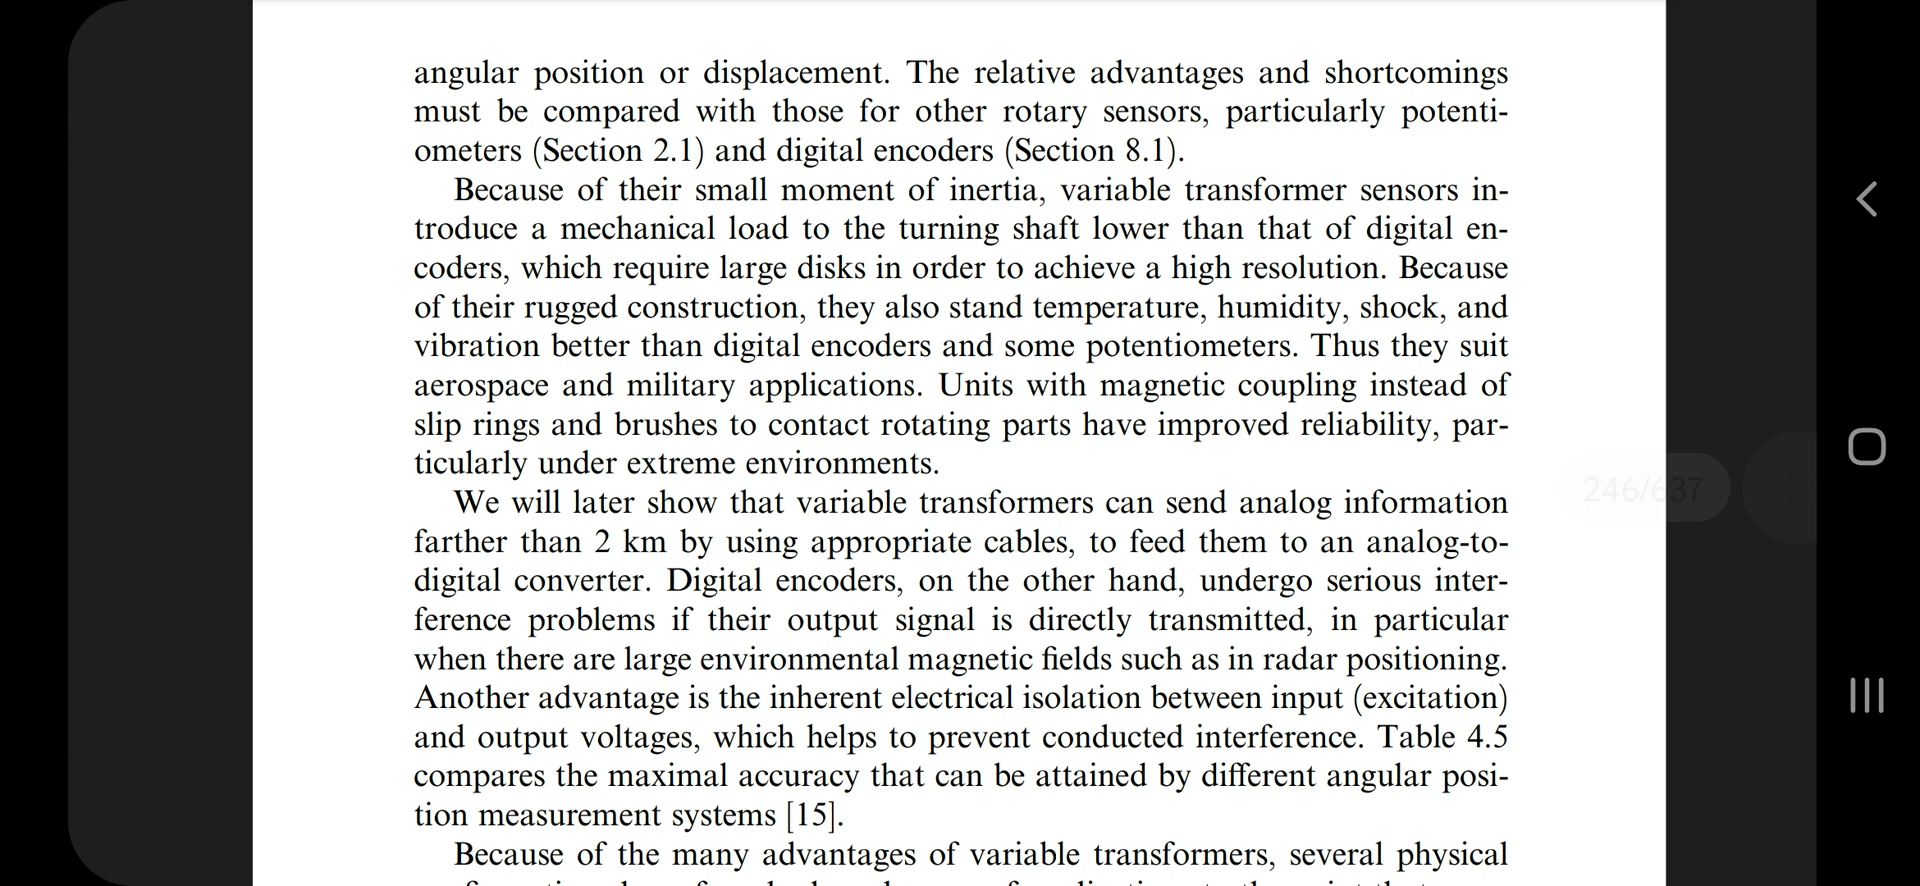 angular position or displacement. The relative advantages and shortcomings
must be compared with those for other rotary sensors, particularly potenti-
ometers (Section 2.1) and digital encoders (Section 8.1).
Because of their small moment of inertia, variable transformer sensors in-
troduce a mechanical load to the turning shaft lower than that of digital en-
coders, which require large disks in order to achieve a high resolution. Because
of their rugged construction, they also stand temperature, humidity, shock, and
vibration better than digital encoders and some potentiometers. Thus they suit
aerospace and military applications. Units with magnetic coupling instead of
slip rings and brushes to contact rotating parts have improved reliability, par-
ticularly under extreme environments.
We will later show that variable transformers can send analog information
farther than 2 km by using appropriate cables, to feed them to an analog-to-
digital converter. Digital encoders, on the other hand, undergo serious inter-
ference problems if their output signal is directly transmitted, in particular
when there are large environmental magnetic fields such as in radar positioning.
Another advantage is the inherent electrical isolation between input (excitation)
and output voltages, which helps to prevent conducted interference. Table 4.5
compares the maximal accuracy that can be attained by different angular posi-
tion measurement systems [15].
Because of the many advantages of variable transformers, several physical
246/637